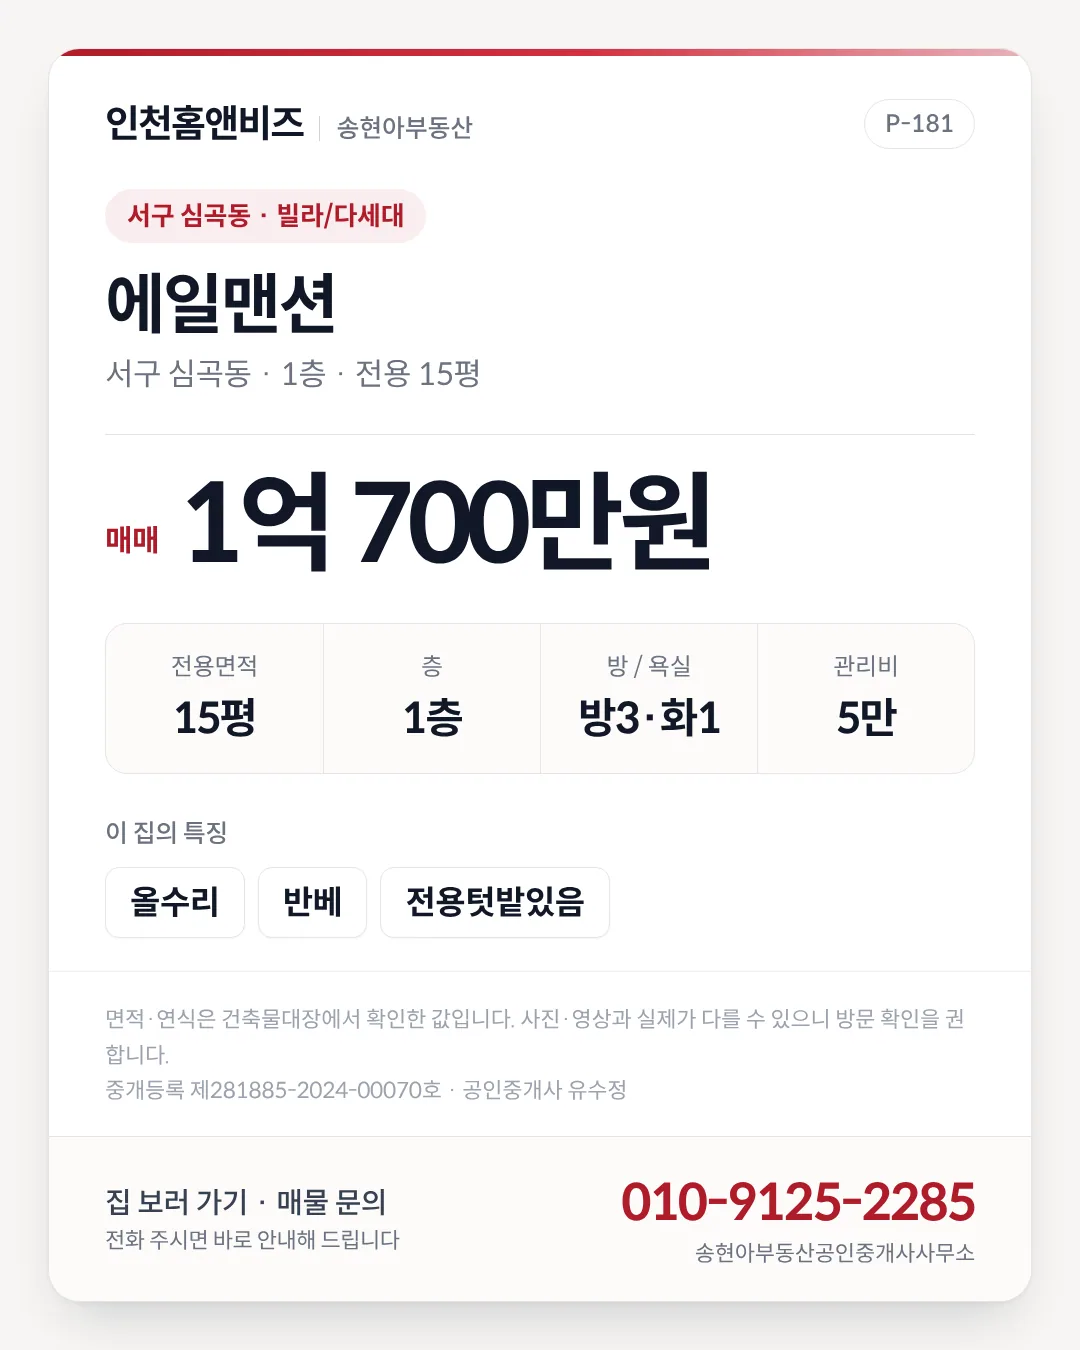 인천홈앤비즈 | 송현아부동산
P-181
서구 심곡동 · 빌라/다세대
에일맨션
서구 심곡동 · 1층 · 전용 15평
매매 1억 700만원
전용면적 층 방 / 욕실 관리비
15평 1층 방3·화1 5만
이 집의 특징
올수리 반베 전용텃밭있음
면적·연식은 건축물대장에서 확인한 값입니다. 사진·영상과 실제가 다를 수 있으니 방문 확인을 권
합니다.
중개등록 제281885-2024-00070호 · 공인중개사 유수정
집 보러 가기 · 매물 문의
전화 주시면 바로 안내해 드립니다
010-9125-2285
송현아부동산공인중개사사무소